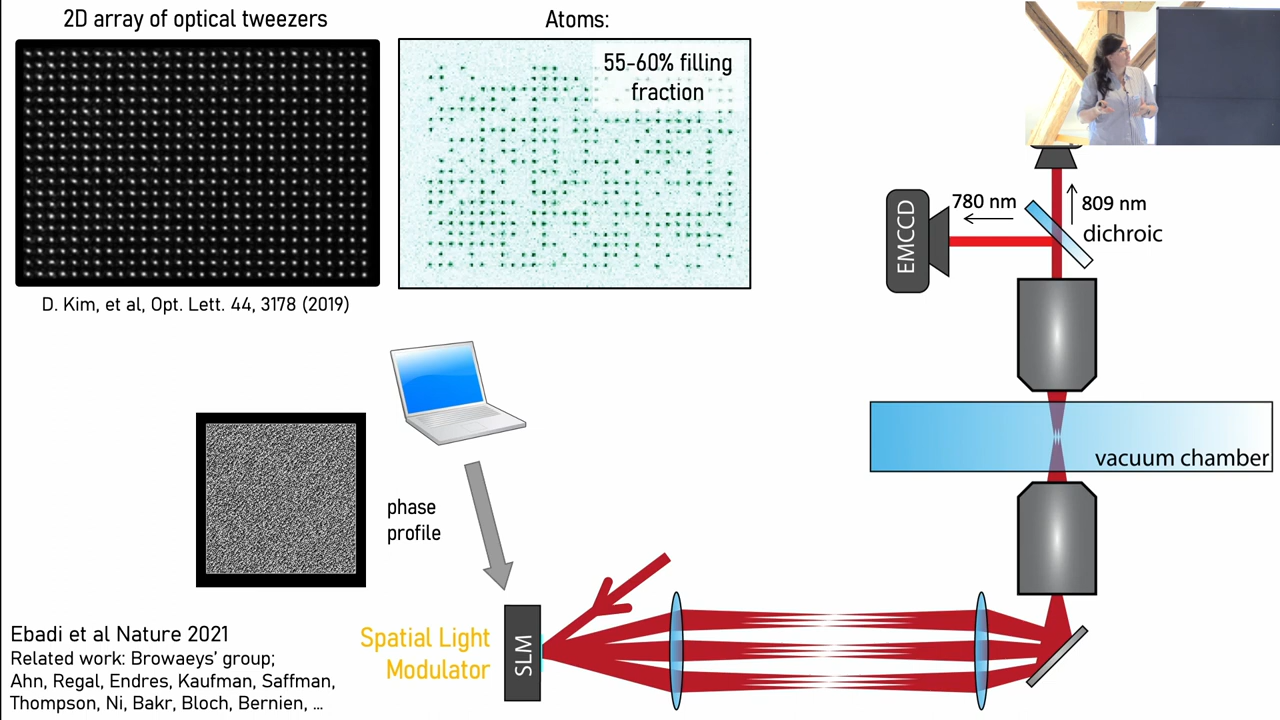 2D array of optical tweezers
Atoms:
55-60% filling
fraction
D. Kim, et al, Opt. Lett. 44, 3178 (2019)
780 nm
809 nm
dichroic
EMCCD
vacuum chamber
phase
profile
Spatial Light
Modulator
SLM
Ebadi et al Nature 2021
Related work: Browaeys’ group;
Ahn, Regal, Endres, Kaufman, Saffman,
Thompson, Ni, Bakr, Bloch, Bernien, ...